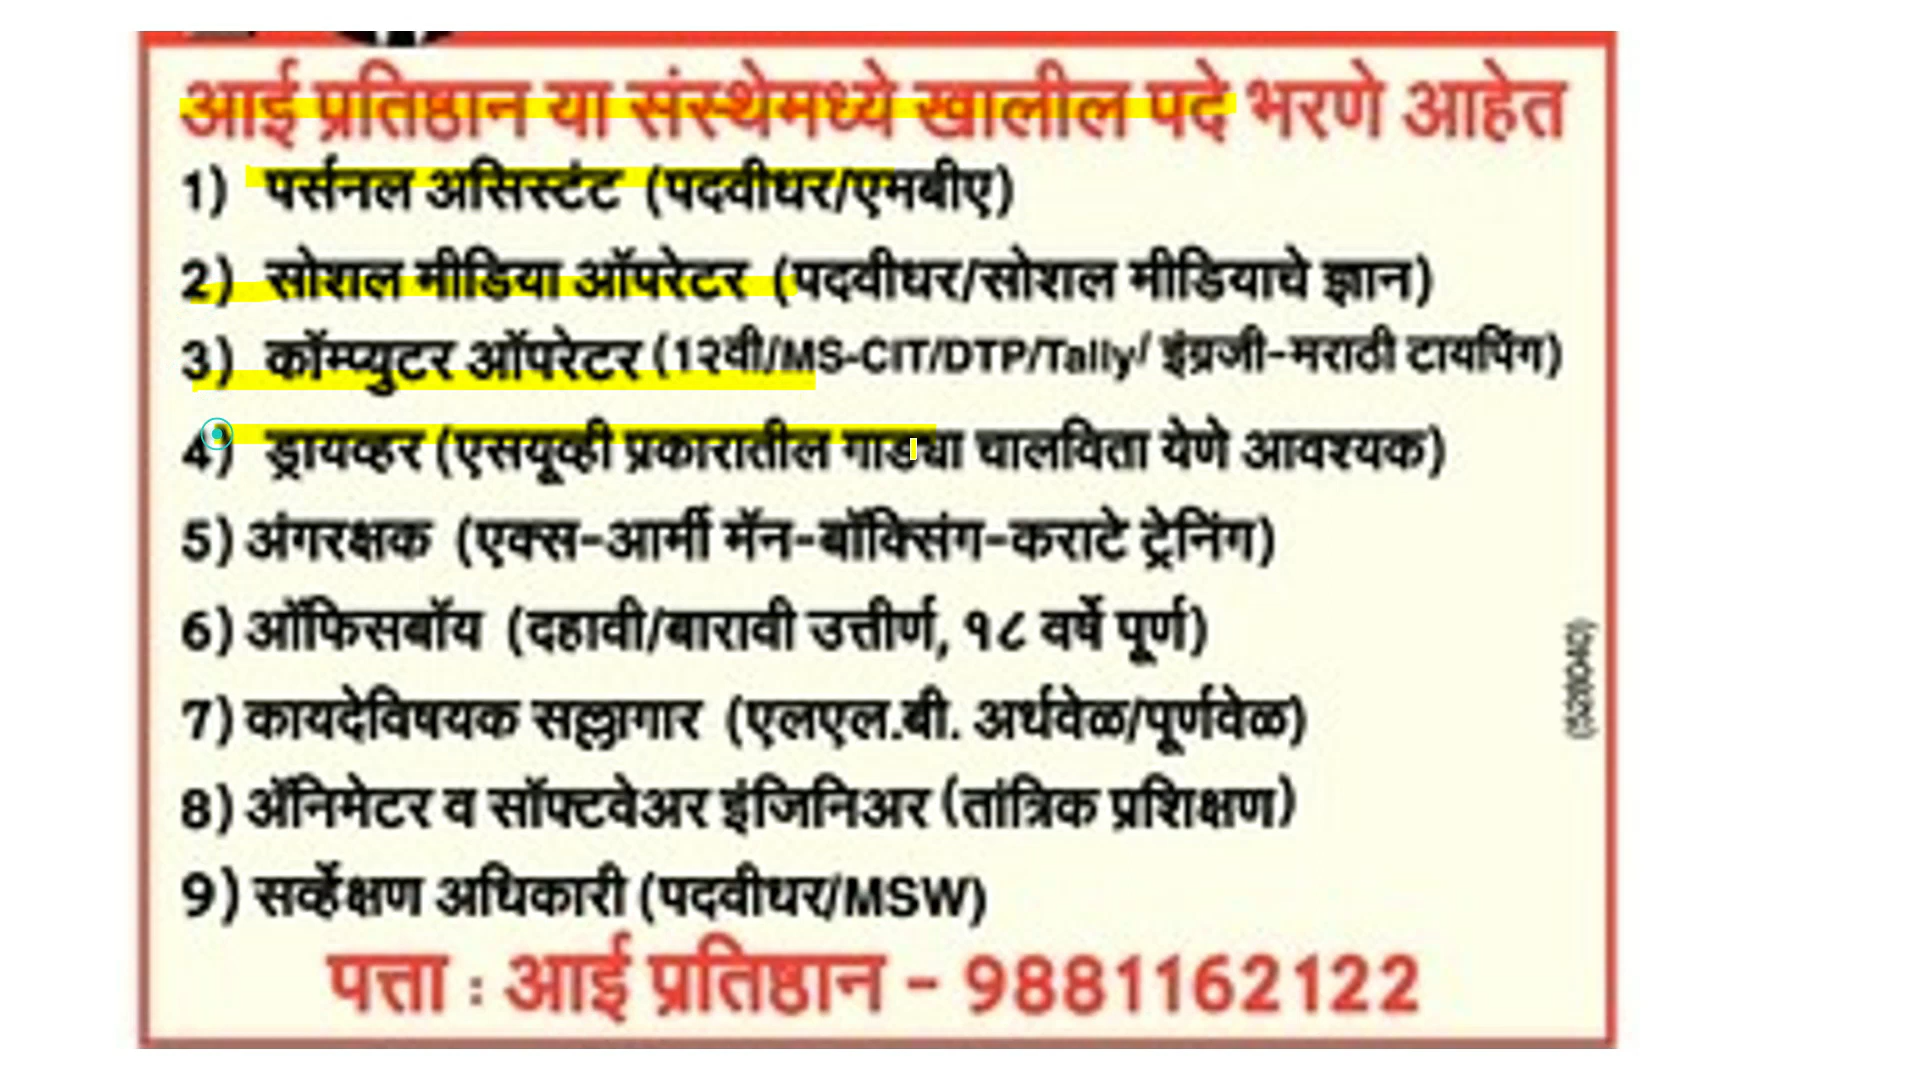 आई प्रतिष्ठान या संस्थेमध्ये खालील पदे भरणे आहेत
1) पर्सनल असिस्टंट (पदवीधर/एमबीए)
2) सोशल मीडिया ऑपरेटर (पदवीधर/सोशल मीडियाचे ज्ञान)
3) कॉम्प्युटर ऑपरेटर (1२वी/MS-CIT/DTP/Tally/ इंग्रजी-मराठी टायपिंग)
4) ड्रायव्हर (एसयूव्ही प्रकारातील गाड्या चालविता येणे आवश्यक)
5) अंगरक्षक (एक्स-आर्मी मॅन-बॉक्सिंग-कराटे ट्रेनिंग)
6) ऑफिसबॉय (दहावी/बारावी उत्तीर्ण, १८ वर्षे पूर्ण)
7) कायदेविषयक सल्लागार (एलएल.बी. अर्धवेळ/पूर्णवेळ)
8) ॲनिमेटर व सॉफ्टवेअर इंजिनिअर (तांत्रिक प्रशिक्षण)
9) सर्व्हेक्षण अधिकारी (पदवीधर/MSW)
पत्ता : आई प्रतिष्ठान - 9881162122
(528040)